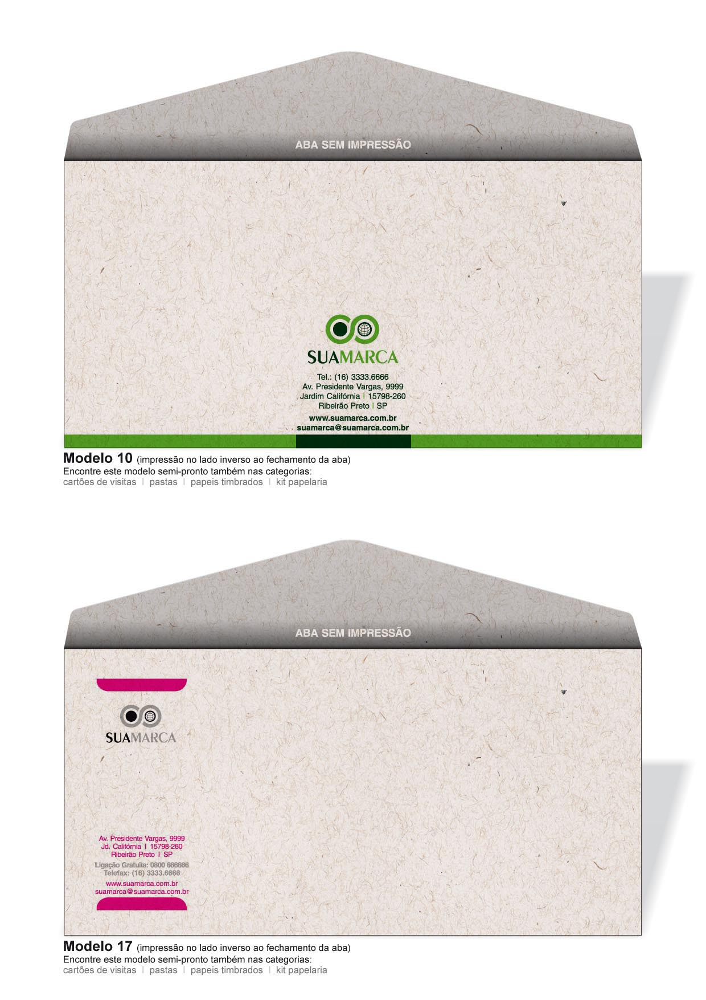 ABA SEM IMPRESSÃO
SUAMARCA
Tel.: (16) 3333.6666
Av. Presidente Vargas, 9999
Jardim Califórnia | 15798-260
Ribeirão Preto | SP
www.suamarca.com.br
suamarca@suamarca.com.br
Modelo 10 (impressão no lado inverso ao fechamento da aba)
Encontre este modelo semi-pronto também nas categorias:
cartões de visitas | pastas | papeis timbrados | kit papelaria
ABA SEM IMPRESSÃO
SUAMARCA
Av. Presidente Vargas, 9999
Jd. Califórnia | 15798-260
Ribeirão Preto | SP
Ligação Gratuita: 0800 666666
Telefax: (16) 3333.6666
www.suamarca.com.br
suamarca@suamarca.com.br
Modelo 17 (impressão no lado inverso ao fechamento da aba)
Encontre este modelo semi-pronto também nas categorias:
cartões de visitas | pastas | papeis timbrados | kit papelaria